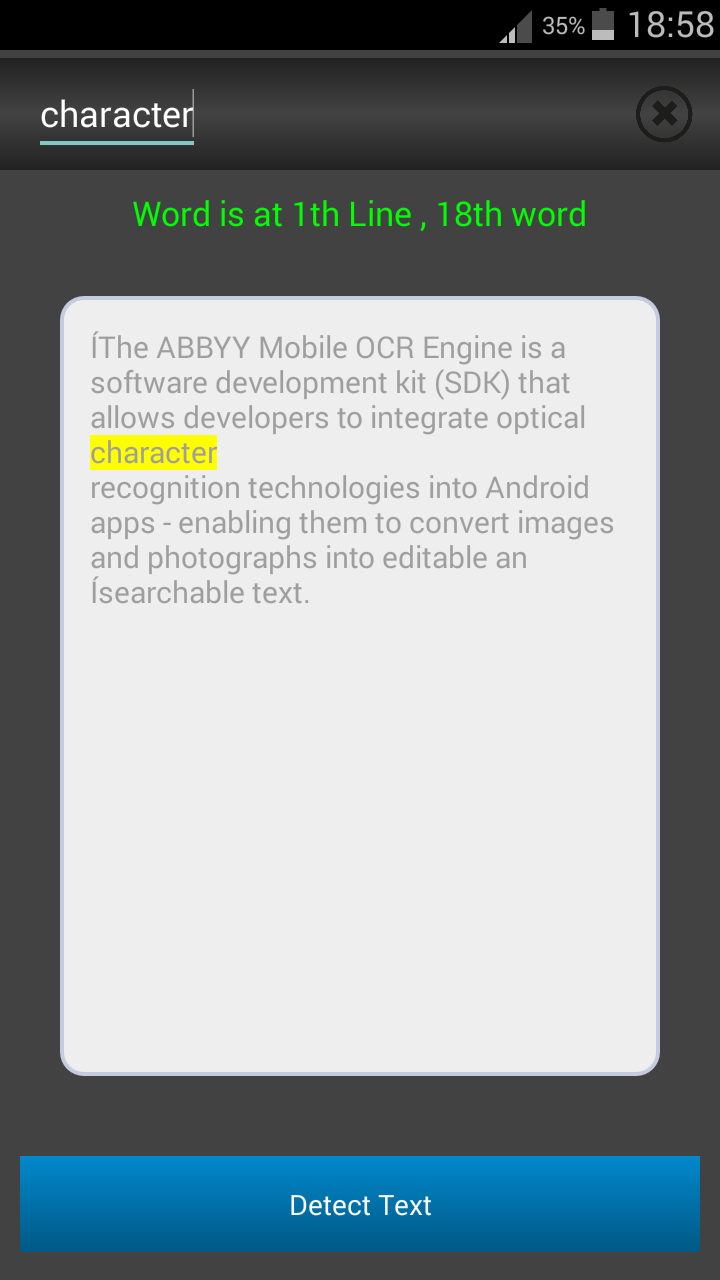 35% 18:58
character
Word is at 1th Line , 18th word
ÍThe ABBYY Mobile OCR Engine is a
software development kit (SDK) that
allows developers to integrate optical
character
recognition technologies into Android
apps - enabling them to convert images
and photographs into editable an
Ísearchable text.
Detect Text